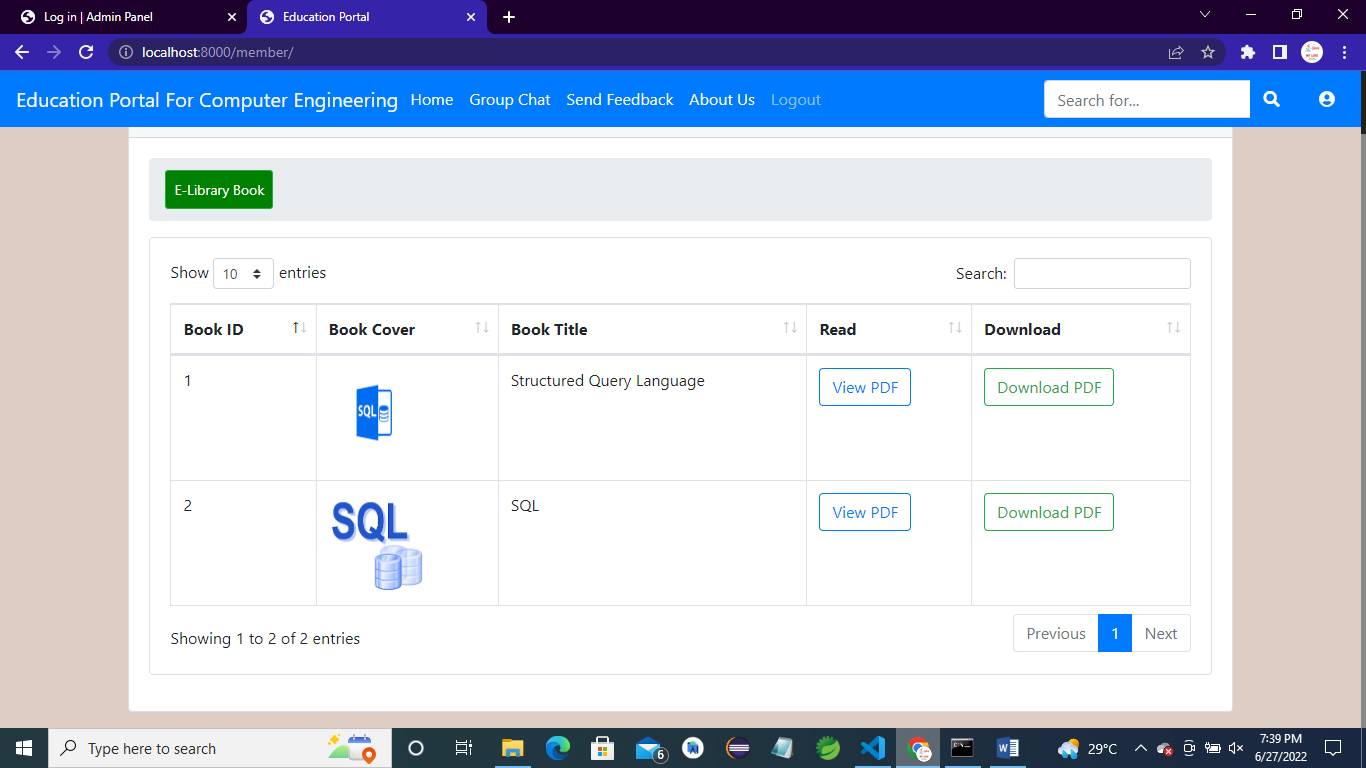 Log in | Admin Panel
Education Portal
localhost:8000/member/
Education Portal For Computer Engineering Home Group Chat Send Feedback About Us Logout Search for...
E-Library Book
Show 10 entries Search:
Book ID Book Cover Book Title Read Download
1 SQL Structured Query Language View PDF Download PDF
2 SQL SQL View PDF Download PDF
Showing 1 to 2 of 2 entries Previous 1 Next
Type here to search
6
29°C
7:39 PM
6/27/2022